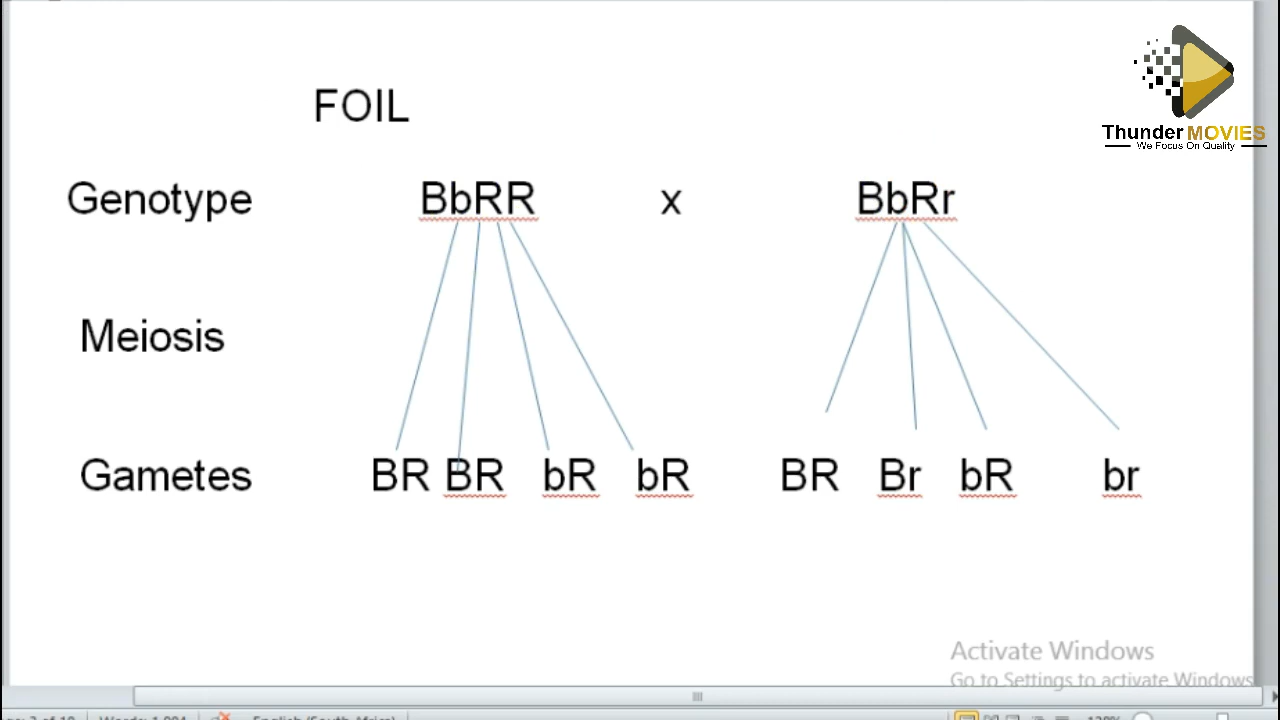 Thunder MOVIES
We Focus On Quality
FOIL
Genotype BbRR x BbRr
Meiosis
Gametes BR BR bR bR BR Br bR br
Activate Windows
Go to Settings to activate Windows